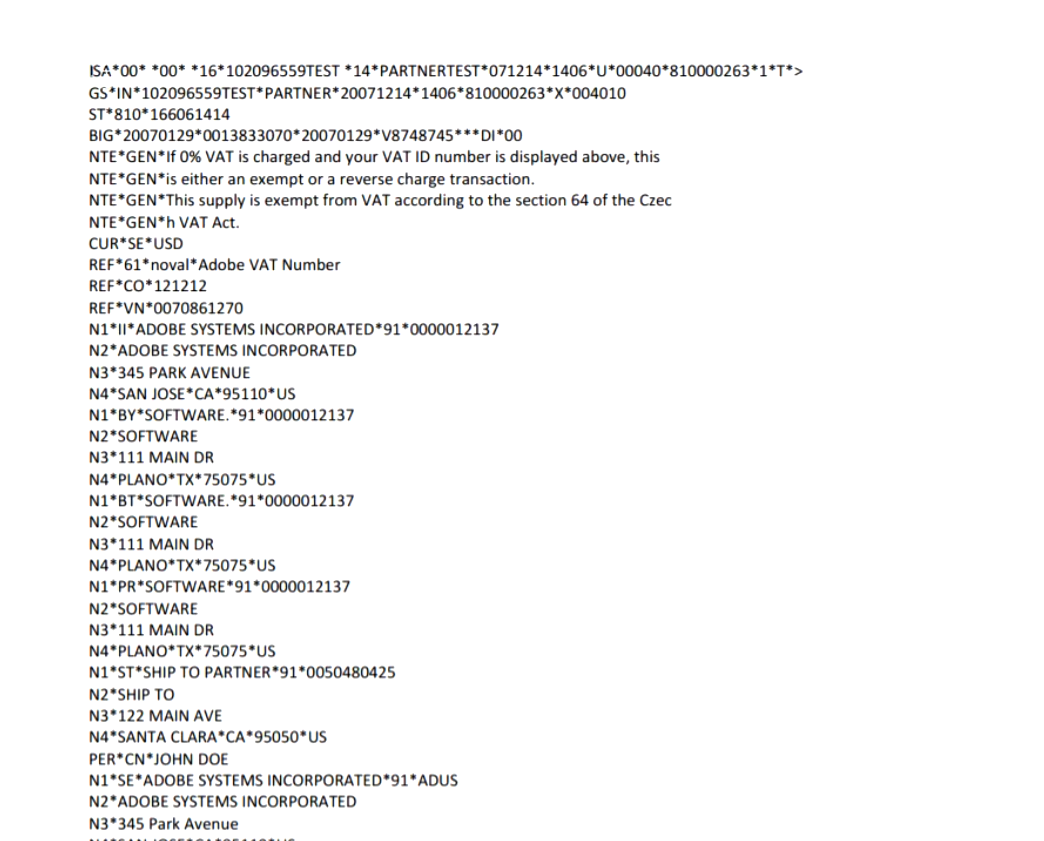 ISA*00* *00* *16*102096559TEST *14*PARTNERTEST*071214*1406*U*00040*810000263*1*T*>
GS*IN*102096559TEST*PARTNER*20071214*1406*810000263*X*004010
ST*810*166061414
BIG*20070129*0013833070*20070129*V8748745***DI*00
NTE*GEN*If 0% VAT is charged and your VAT ID number is displayed above, this
NTE*GEN*is either an exempt or a reverse charge transaction.
NTE*GEN*This supply is exempt from VAT according to the section 64 of the Czec
NTE*GEN*h VAT Act.
CUR*SE*USD
REF*61*noval*Adobe VAT Number
REF*CO*121212
REF*VN*0070861270
N1*II*ADOBE SYSTEMS INCORPORATED*91*0000012137
N2*ADOBE SYSTEMS INCORPORATED
N3*345 PARK AVENUE
N4*SAN JOSE*CA*95110*US
N1*BY*SOFTWARE.*91*0000012137
N2*SOFTWARE
N3*111 MAIN DR
N4*PLANO*TX*75075*US
N1*BT*SOFTWARE.*91*0000012137
N2*SOFTWARE
N3*111 MAIN DR
N4*PLANO*TX*75075*US
N1*PR*SOFTWARE*91*0000012137
N2*SOFTWARE
N3*111 MAIN DR
N4*PLANO*TX*75075*US
N1*ST*SHIP TO PARTNER*91*0050480425
N2*SHIP TO
N3*122 MAIN AVE
N4*SANTA CLARA*CA*95050*US
PER*CN*JOHN DOE
N1*SE*ADOBE SYSTEMS INCORPORATED*91*ADUS
N2*ADOBE SYSTEMS INCORPORATED
N3*345 Park Avenue